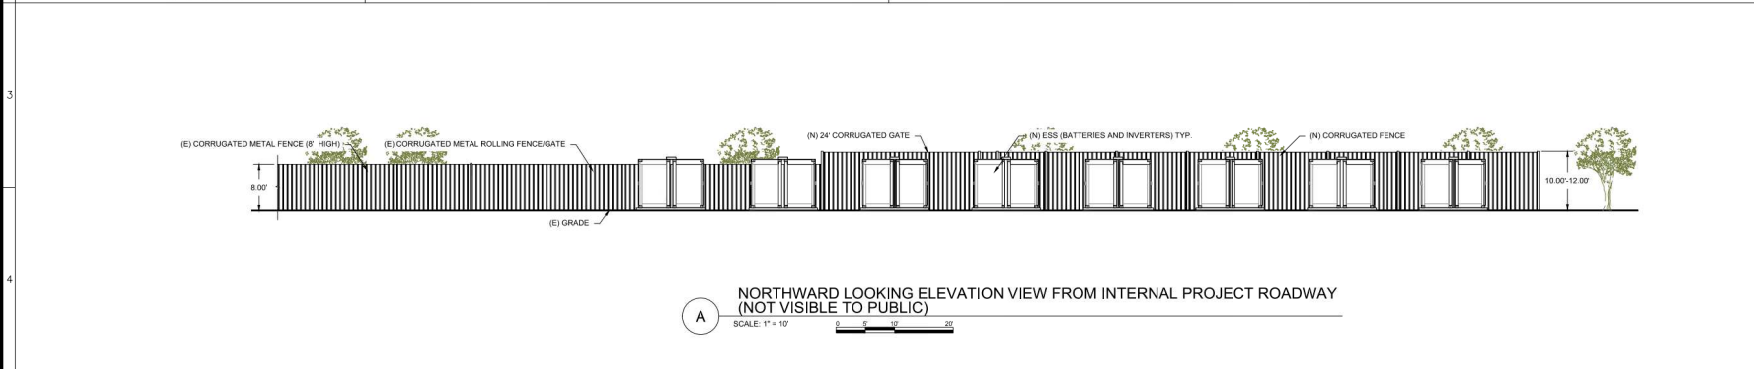 3
(E) CORRUGATED METAL FENCE (8' HIGH)
(E) CORRUGATED METAL ROLLING FENCE/GATE
(N) 24' CORRUGATED GATE
(N) ESS (BATTERIES AND INVERTERS) TYP.
(N) CORRUGATED FENCE
8.00'
10.00'-12.00'
(E) GRADE
4
A
NORTHWARD LOOKING ELEVATION VIEW FROM INTERNAL PROJECT ROADWAY
(NOT VISIBLE TO PUBLIC)
SCALE: 1" = 10'
0 5' 10' 20'